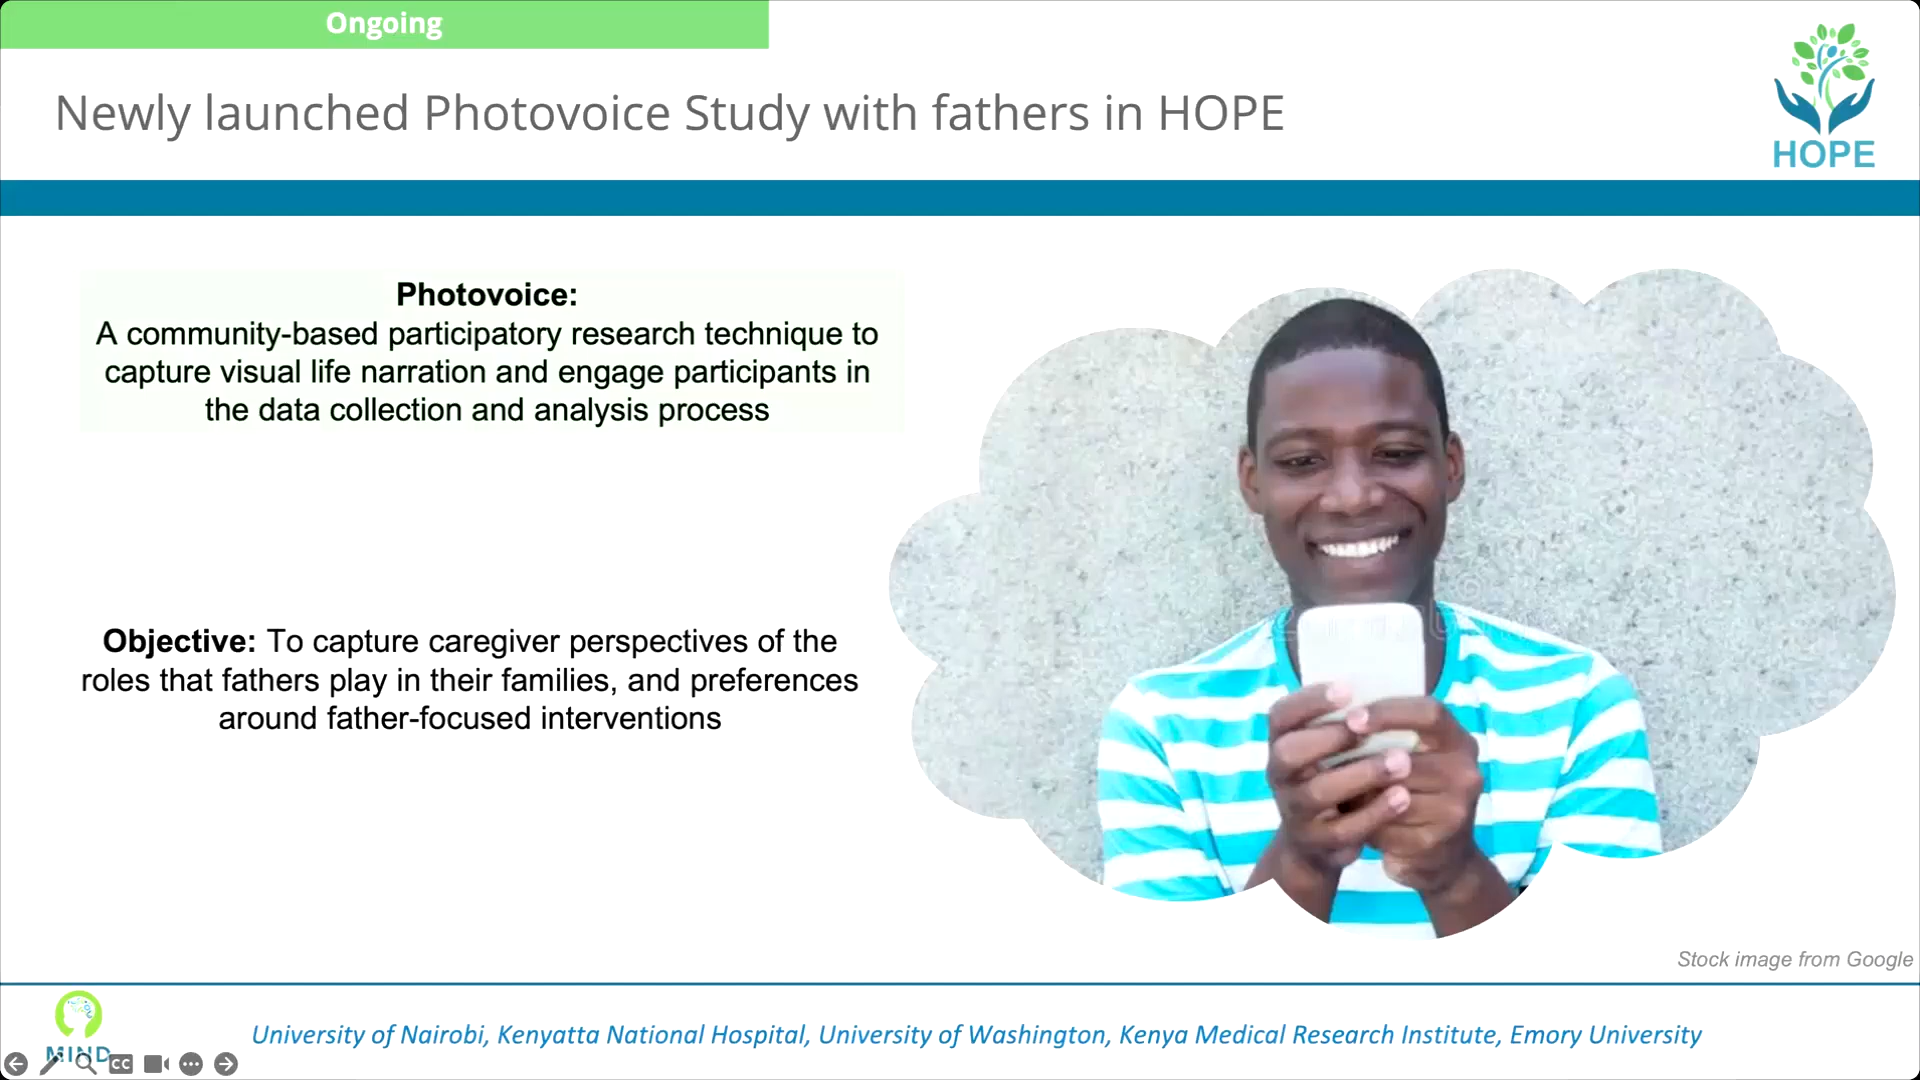 Ongoing
Newly launched Photovoice Study with fathers in HOPE
HOPE
Photovoice:
A community-based participatory research technique to
capture visual life narration and engage participants in
the data collection and analysis process
Objective: To capture caregiver perspectives of the
roles that fathers play in their families, and preferences
around father-focused interventions
Stock image from Google
MIND
University of Nairobi, Kenyatta National Hospital, University of Washington, Kenya Medical Research Institute, Emory University
CC